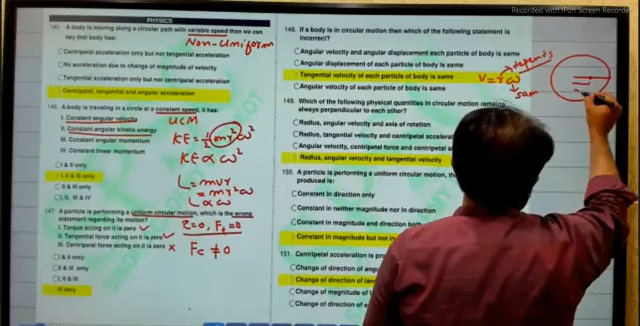 Recorded with iFun Screen Recorder
PHYSICS
145. A body is moving along a circular path with variable speed then we can
say that body has:
Non-Uniform
Centripetal acceleration only but not tangential acceleration
No acceleration due to change of magnitude of velocity
Tangential acceleration only but not centripetal acceleration
Centripetal, tangential and angular acceleration
146. A body is traveling in a circle at a constant speed, it has:
I. Constant angular velocity
UCM
II. Constant angular kinetic energy
III. Constant angular momentum
IV. Constant linear momentum
KE = ½ mr²ω²
KE ∝ ω²
I & II only
I, II & III only
II & III only
I, II, III & IV
L = mvr
L = mr²ω
L ∝ ω
147. A particle is performing a uniform circular motion, which is the wrong
statement regarding its motion?
I. Torque acting on it is zero
τ=0, Ft=0
II. Tangential force acting on it is zero
III. Centripetal force acting on it is zero
Fc ≠ 0
I & II only
II & III only
I, II & III
III only
148. If a body is in circular motion then which of the following statement is
incorrect?
Angular velocity and angular displacement each particle of body is same
Angular displacement of each particle of body is same
Tangential velocity of each particle of body is same
V = rω
depends
sam
Angular velocity of each particle of body is same
149. Which of the following physical quantities in circular motion remains
always perpendicular to each other?
Radius, angular velocity and axis of rotation
Radius, tangential velocity and centripetal accelera
Angular velocity, centripetal force and centripetal a
Radius, angular velocity and tangential velocity
150. A particle is performing a uniform circular motion, the
produced is:
Constant in direction only
Constant in neither magnitude nor in direction
Constant in magnitude and direction both
Constant in magnitude but not in
151. Centripetal acceleration is pro
Change of direction of ang
Change of direction of tan
Change of magnitude of t
Change of direction of